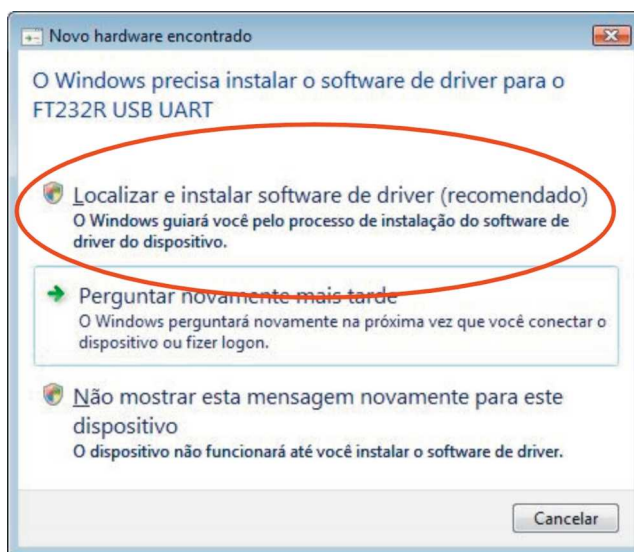 Novo hardware encontrado
O Windows precisa instalar o software de driver para o
FT232R USB UART
Localizar e instalar software de driver (recomendado)
O Windows guiará você pelo processo de instalação do software de
driver do dispositivo.
Perguntar novamente mais tarde
O Windows perguntará novamente na próxima vez que você conectar o
dispositivo ou fizer logon.
Não mostrar esta mensagem novamente para este
dispositivo
O dispositivo não funcionará até você instalar o software de driver.
Cancelar